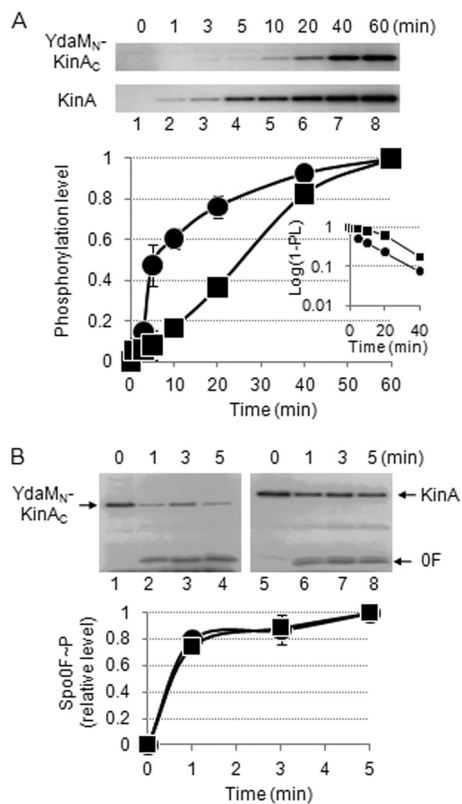 A
0 1 3 5 10 20 40 60 (min)
YdaMN-
KinAC
KinA
1 2 3 4 5 6 7 8
Phosphorylation level
1
0.8
0.6
0.4
0.2
0
0 10 20 30 40 50 60
Time (min)
Log(1-PL)
1
0.1
0.01
0 20 40
Time (min)
B
0 1 3 5 0 1 3 5 (min)
YdaMN-
KinAC
KinA
0F
1 2 3 4 5 6 7 8
Spo0F~P
(relative level)
1
0.8
0.6
0.4
0.2
0
0 1 2 3 4 5
Time (min)